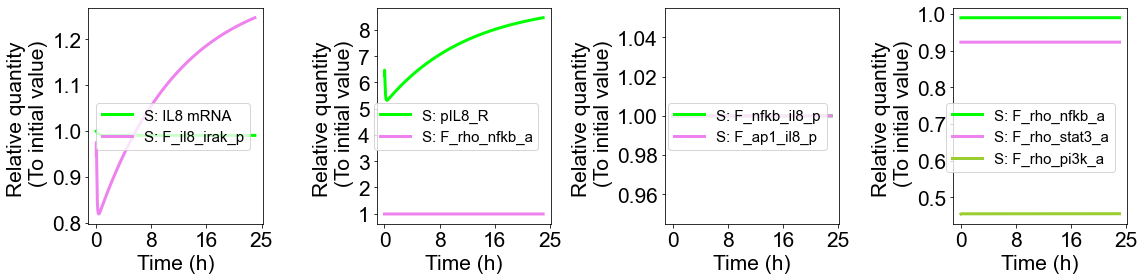 Relative quantity
(To initial value)
1.2
1.1
1.0
0.9
0.8
S: IL8 mRNA
S: F_il8_irak_p
0
8
16
25
Time (h)
Relative quantity
(To initial value)
8
7
6
5
4
3
2
1
S: pIL8_R
S: F_rho_nfkb_a
0
8
16
25
Time (h)
Relative quantity
(To initial value)
1.04
1.02
1.00
0.98
0.96
S: F_nfkb_il8_p
S: F_ap1_il8_p
0
8
16
25
Time (h)
Relative quantity
(To initial value)
1.0
0.9
0.8
0.7
0.6
0.5
S: F_rho_nfkb_a
S: F_rho_stat3_a
S: F_rho_pi3k_a
0
8
16
25
Time (h)